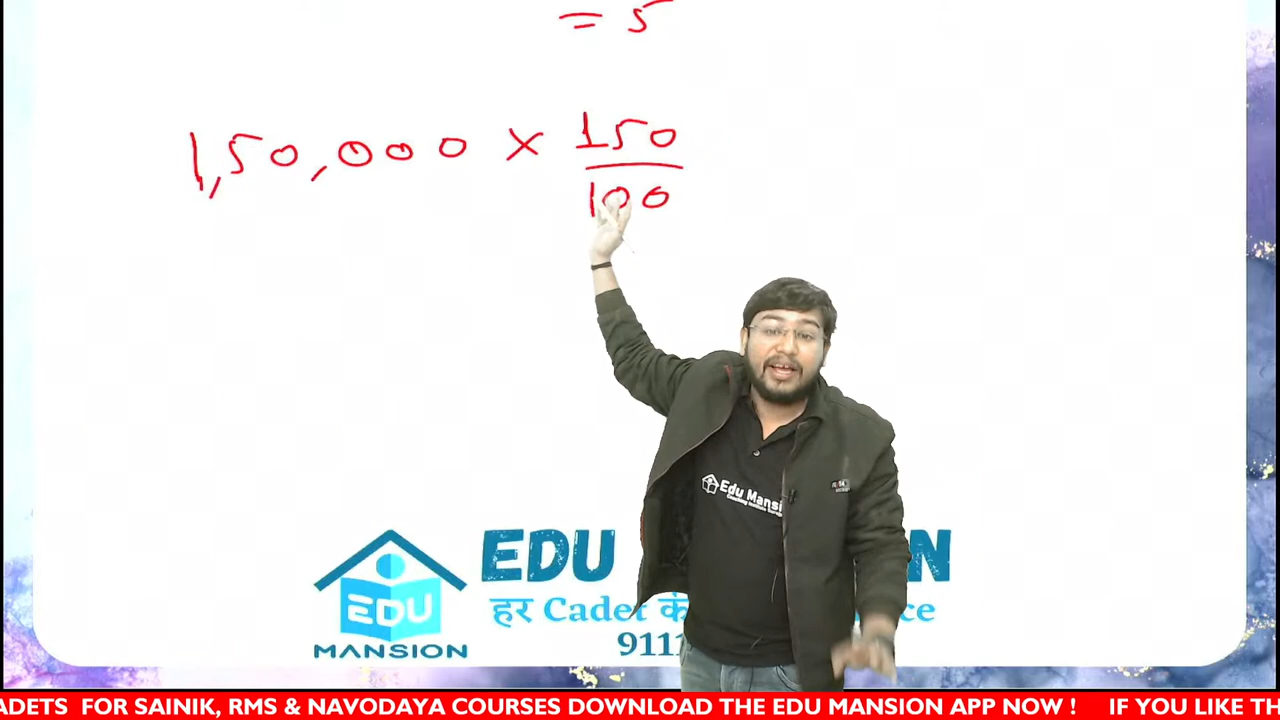 = 5
1,50,000 × 150
100
Edu Mansi
EDU N
हर Cadet कं ce
9111
EDU
MANSION
ADETS FOR SAINIK, RMS & NAVODAYA COURSES DOWNLOAD THE EDU MANSION APP NOW ! IF YOU LIKE TH